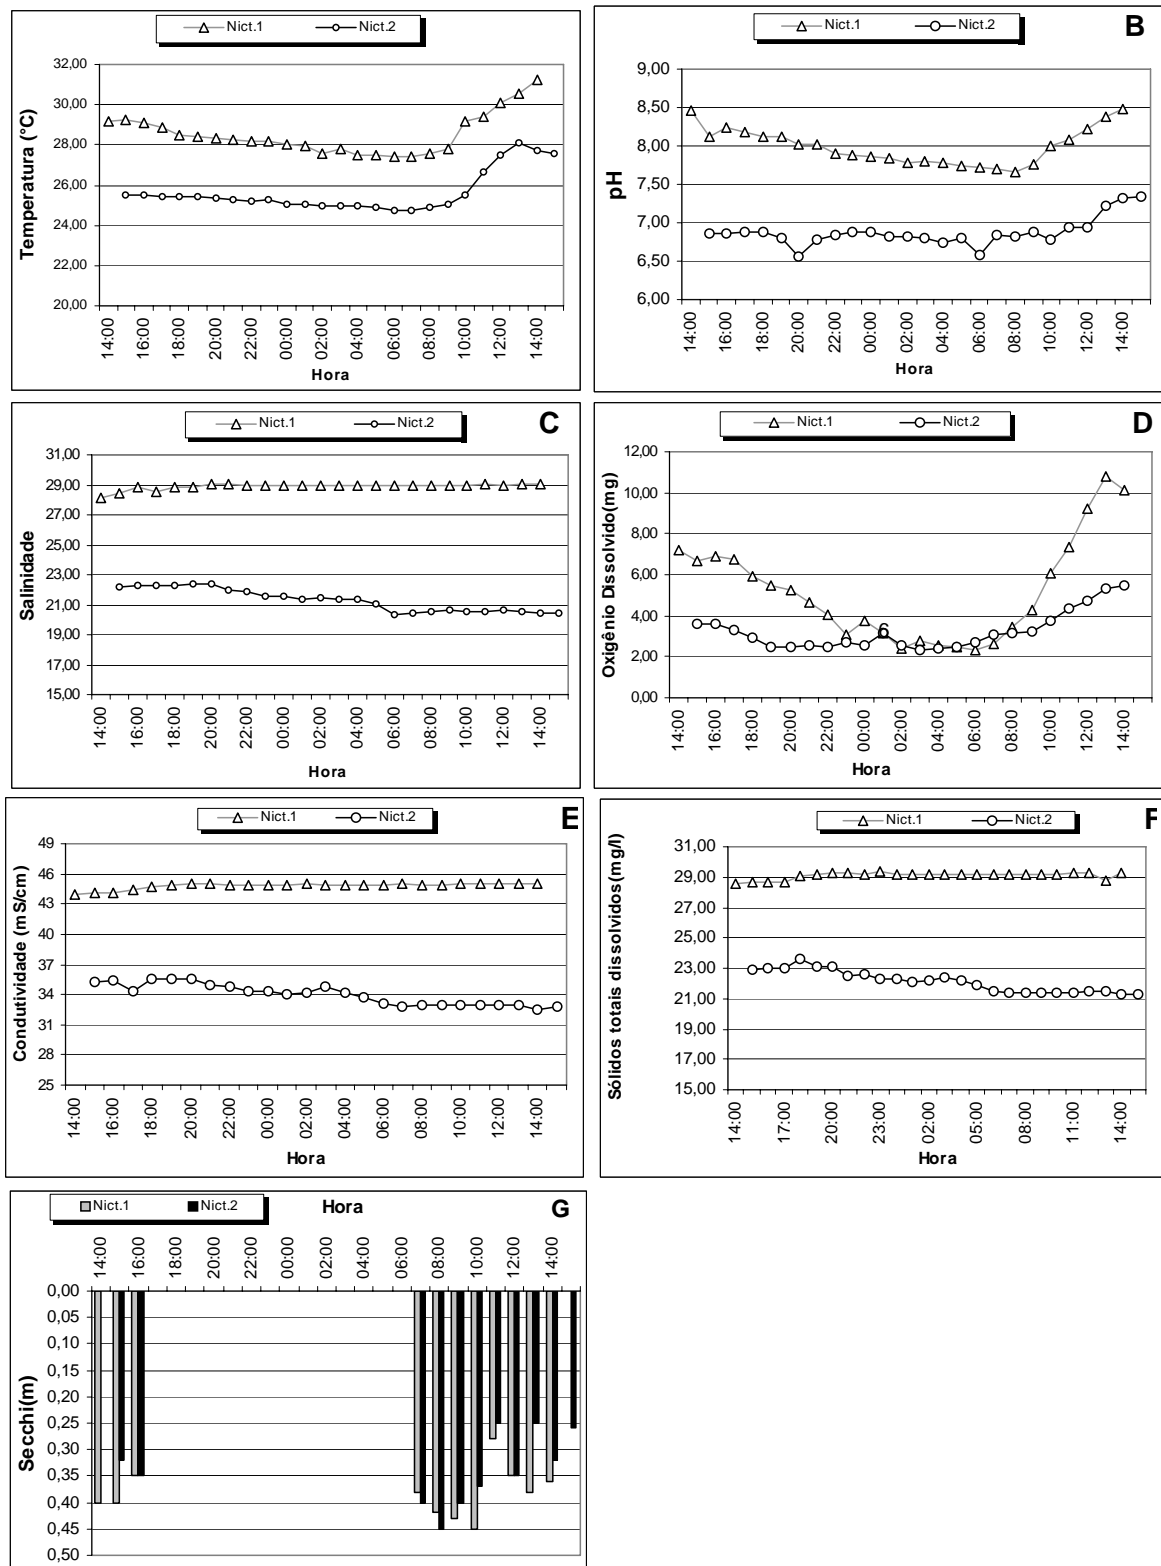 Nict.1 Nict.2
32,00
30,00
28,00
26,00
24,00
22,00
20,00
Temperatura (°C)
14:00 16:00 18:00 20:00 22:00 00:00 02:00 04:00 06:00 08:00 10:00 12:00 14:00
Hora
Nict.1 Nict.2
B
9,00
8,50
8,00
7,50
7,00
6,50
6,00
pH
14:00 16:00 18:00 20:00 22:00 00:00 02:00 04:00 06:00 08:00 10:00 12:00 14:00
Hora
Nict.1 Nict.2
C
31,00
29,00
27,00
25,00
23,00
21,00
19,00
17,00
15,00
Salinidade
14:00 16:00 18:00 20:00 22:00 00:00 02:00 04:00 06:00 08:00 10:00 12:00 14:00
Hora
Nict.1 Nict.2
D
12,00
10,00
8,00
6,00
4,00
2,00
0,00
Oxigênio Dissolvido(mg)
14:00 16:00 18:00 20:00 22:00 00:00 02:00 04:00 06:00 08:00 10:00 12:00 14:00
Hora
Nict.1 Nict.2
E
49
46
43
40
37
34
31
28
25
Condutividade (mS/cm)
14:00 16:00 18:00 20:00 22:00 00:00 02:00 04:00 06:00 08:00 10:00 12:00 14:00
Hora
Nict.1 Nict.2
F
31,00
29,00
27,00
25,00
23,00
21,00
19,00
17,00
15,00
Sólidos totais dissolvidos(mg/l)
14:00 17:00 20:00 23:00 02:00 05:00 08:00 11:00 14:00
Hora
Nict.1 Nict.2
Hora
G
14:00 16:00 18:00 20:00 22:00 00:00 02:00 04:00 06:00 08:00 10:00 12:00 14:00
0,00
0,05
0,10
0,15
0,20
0,25
0,30
0,35
0,40
0,45
0,50
Secchi(m)